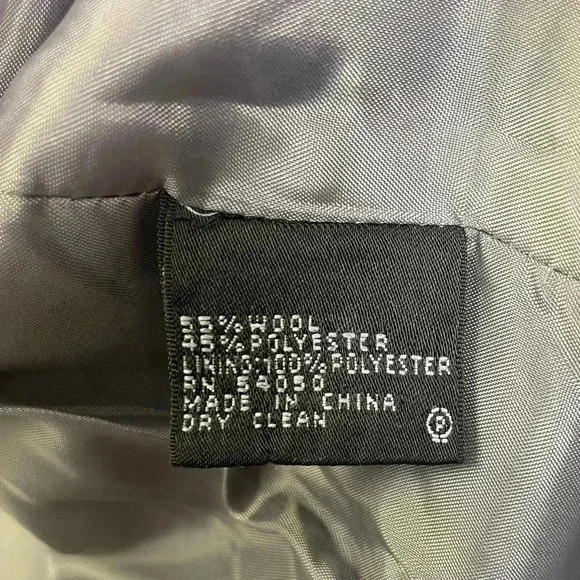 55% WOOL
45% POLYESTER
LINING:100% POLYESTER
RN 54050
MADE IN CHINA
DRY CLEAN Ⓟ